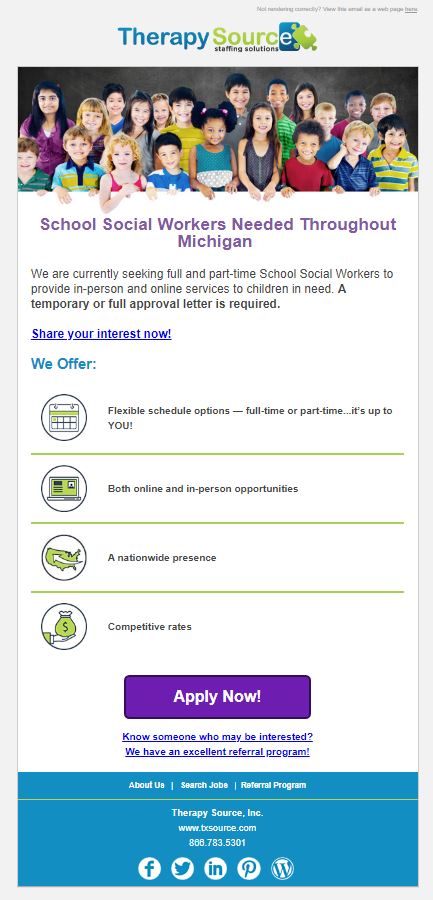 Not rendering correctly? View this email as a web page here.
Therapy Source
staffing solutions
School Social Workers Needed Throughout
Michigan
We are currently seeking full and part-time School Social Workers to
provide in-person and online services to children in need. A
temporary or full approval letter is required.
Share your interest now!
We Offer:
Flexible schedule options — full-time or part-time...it's up to
YOU!
Both online and in-person opportunities
A nationwide presence
$
Competitive rates
Apply Now!
Know someone who may be interested?
We have an excellent referral program!
About Us | Search Jobs | Referral Program
Therapy Source, Inc.
www.txsource.com
866.783.5301